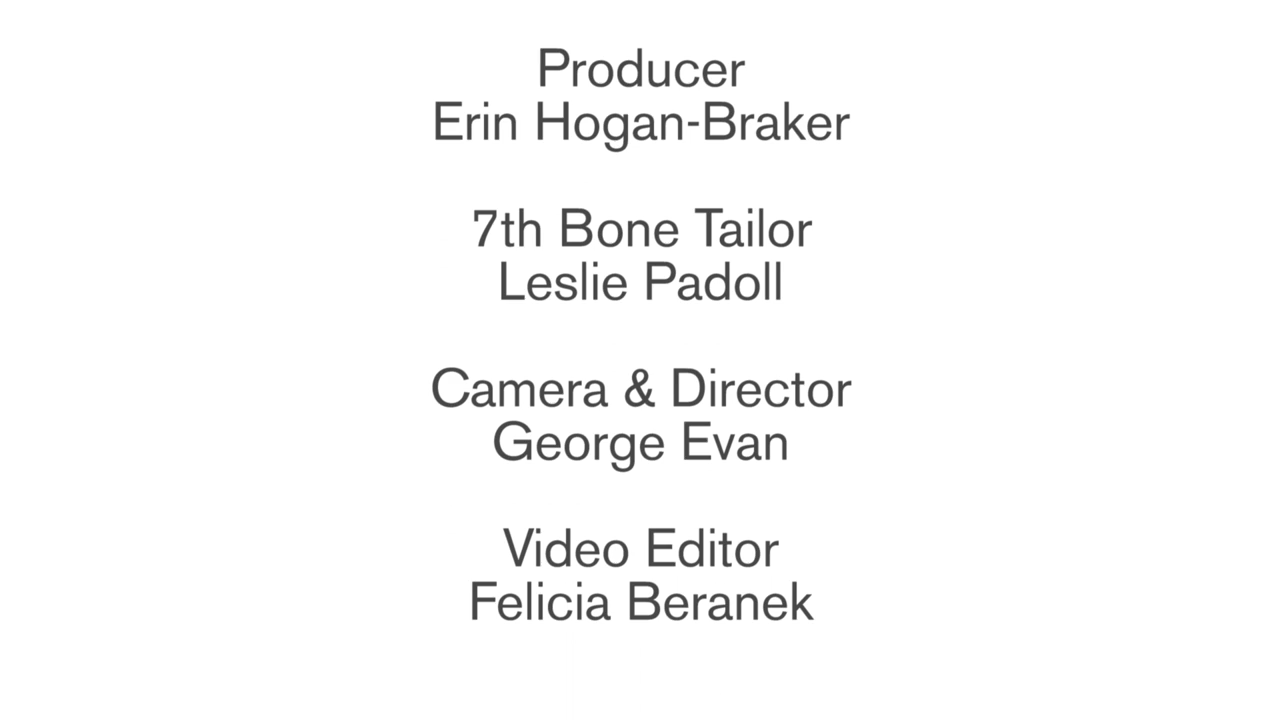 Producer
Erin Hogan-Braker
7th Bone Tailor
Leslie Padoll
Camera & Director
George Evan
Video Editor
Felicia Beranek